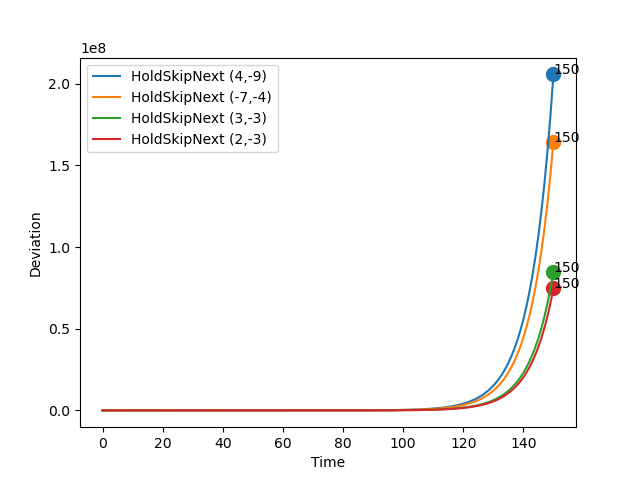 1e8
HoldSkipNext (4,-9)
HoldSkipNext (-7,-4)
HoldSkipNext (3,-3)
HoldSkipNext (2,-3)
150
150
150
150
2.0
1.5
1.0
0.5
0.0
Deviation
0 20 40 60 80 100 120 140
Time